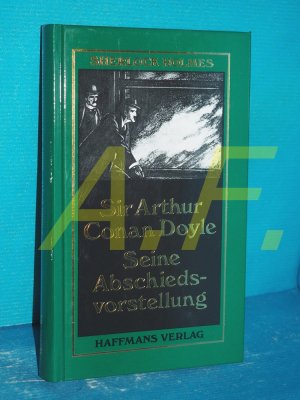 SHERLOCK HOLMES
Sir Arthur
Conan Doyle
Seine
Abschieds-
vorstellung
HAFFMANS VERLAG
A.F.